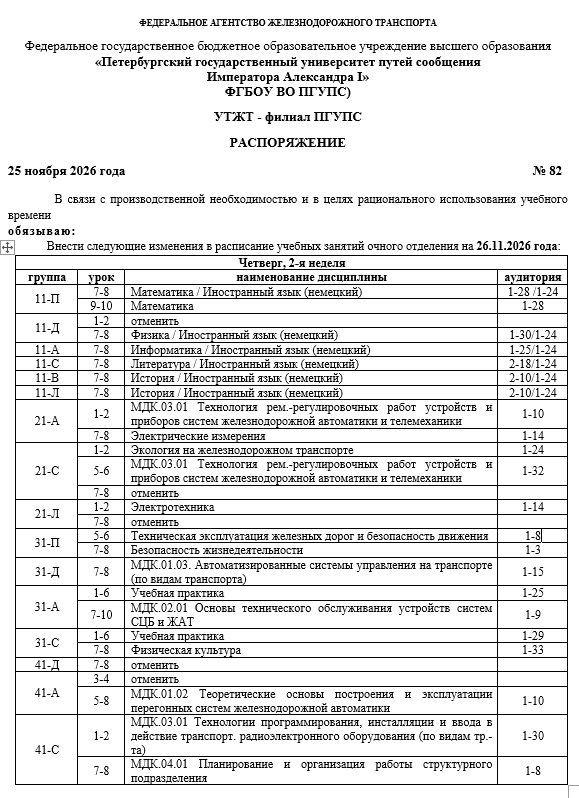 ФЕДЕРАЛЬНОЕ АГЕНТСТВО ЖЕЛЕЗНОДОРОЖНОГО ТРАНСПОРТА
Федеральное государственное бюджетное образовательное учреждение высшего образования
«Петербургский государственный университет путей сообщения
Императора Александра I»
ФГБОУ ВО ПГУПС)
УТЖТ - филиал ПГУПС
РАСПОРЯЖЕНИЕ
25 ноября 2026 года № 82
В связи с производственной необходимостью и в целях рационального использования учебного
времени
обязываю:
Внести следующие изменения в расписание учебных занятий очного отделения на 26.11.2026 года:
Четверг, 2-я неделя
группа урок наименование дисциплины аудитория
11-П 7-8 Математика / Иностранный язык (немецкий) 1-28 /1-24
9-10 Математика 1-28
11-Д 1-2 отменить
7-8 Физика / Иностранный язык (немецкий) 1-30/1-24
11-А 7-8 Информатика / Иностранный язык (немецкий) 1-25/1-24
11-С 7-8 Литература / Иностранный язык (немецкий) 2-18/1-24
11-В 7-8 История / Иностранный язык (немецкий) 2-10/1-24
11-Л 7-8 История / Иностранный язык (немецкий) 2-10/1-24
21-А 1-2 МДК.03.01 Технология рем.-регулировочных работ устройств и
приборов систем железнодорожной автоматики и телемеханики 1-10
7-8 Электрические измерения 1-14
21-С 1-2 Экология на железнодорожном транспорте 1-24
5-6 МДК.03.01 Технология рем.-регулировочных работ устройств и
приборов систем железнодорожной автоматики и телемеханики 1-32
7-8 отменить
21-Л 1-2 Электротехника 1-14
7-8 отменить
31-П 5-6 Техническая эксплуатация железных дорог и безопасность движения 1-8
7-8 Безопасность жизнедеятельности 1-3
31-Д 7-8 МДК.01.03. Автоматизированные системы управления на транспорте
(по видам транспорта) 1-15
31-А 1-6 Учебная практика 1-25
7-10 МДК.02.01 Основы технического обслуживания устройств систем
СЦБ и ЖАТ 1-9
31-С 1-6 Учебная практика 1-29
7-8 Физическая культура 1-33
41-Д 7-8 отменить
41-А 3-4 отменить
5-8 МДК.01.02 Теоретические основы построения и эксплуатации
перегонных систем железнодорожной автоматики 1-10
41-С 1-2 МДК.03.01 Технологии программирования, инсталляции и ввода в
действие транспорт. радиоэлектронного оборудования (по видам тр.-
та) 1-30
7-8 МДК.04.01 Планирование и организация работы структурного
подразделения 1-8